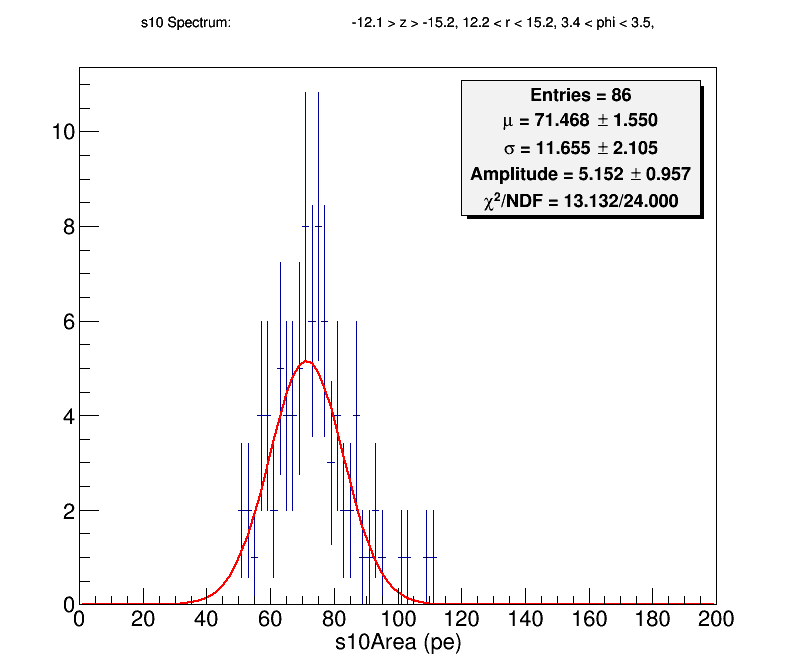 s10 Spectrum: -12.1 > z > -15.2, 12.2 < r < 15.2, 3.4 < phi < 3.5,
Entries = 86
μ = 71.468 ± 1.550
σ = 11.655 ± 2.105
Amplitude = 5.152 ± 0.957
χ²/NDF = 13.132/24.000
10
8
6
4
2
0
0 20 40 60 80 100 120 140 160 180 200
s10Area (pe)